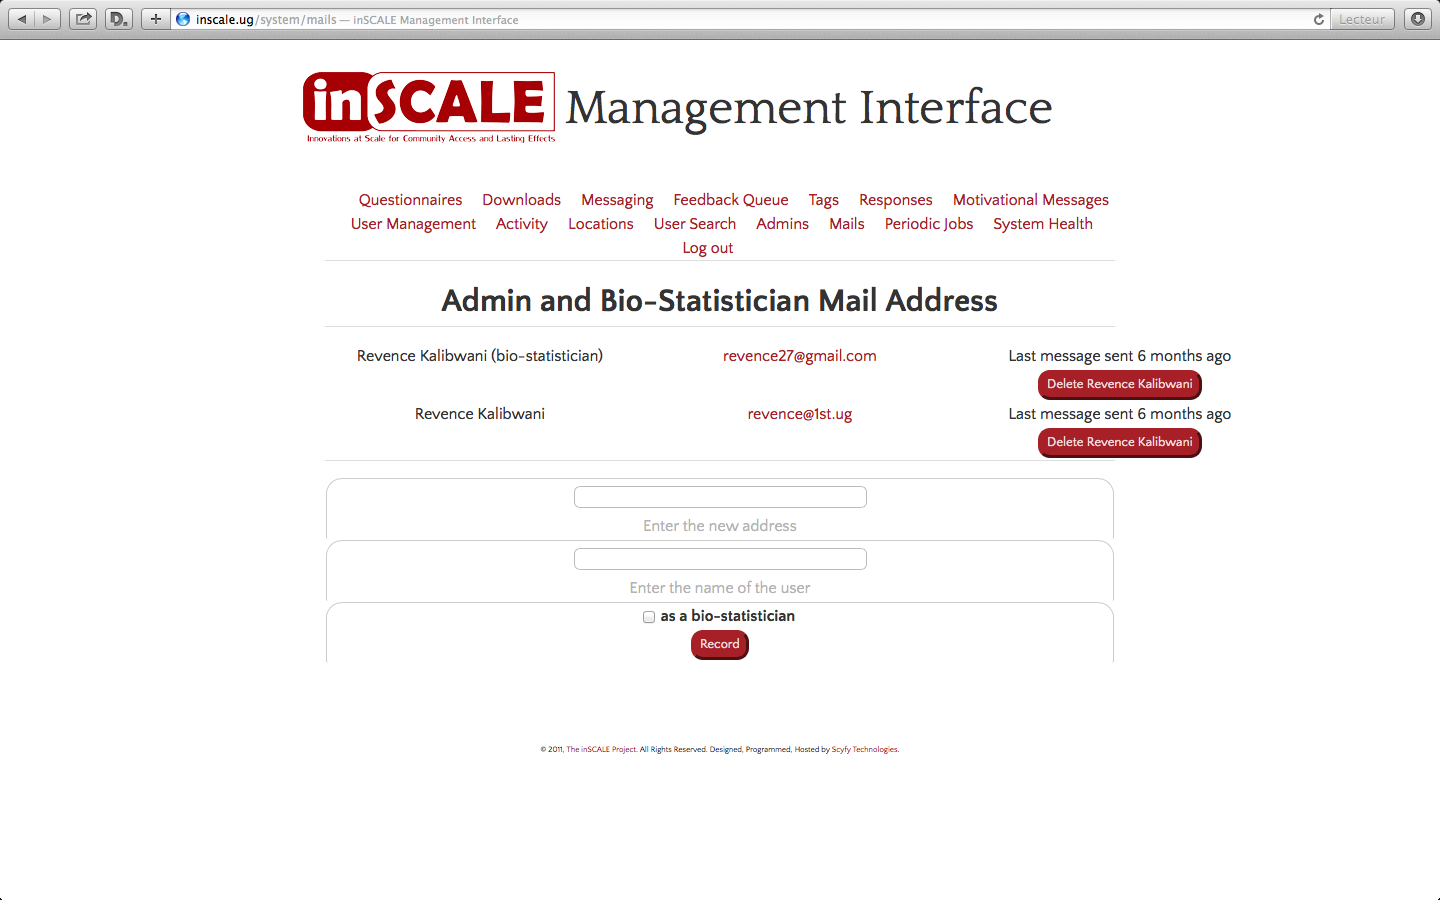 inscale.ug/system/mails — inSCALE Management Interface
Lecteur
inSCALE Management Interface
Innovations at Scale for Community Access and Lasting Effects
Questionnaires Downloads Messaging Feedback Queue Tags Responses Motivational Messages
User Management Activity Locations User Search Admins Mails Periodic Jobs System Health
Log out
Admin and Bio-Statistician Mail Address
Revence Kalibwani (bio-statistician) revence27@gmail.com Last message sent 6 months ago
Delete Revence Kalibwani
Revence Kalibwani revence@1st.ug Last message sent 6 months ago
Delete Revence Kalibwani
Enter the new address
Enter the name of the user
as a bio-statistician
Record
© 2011, The inSCALE Project. All Rights Reserved. Designed, Programmed, Hosted by Scyfy Technologies.